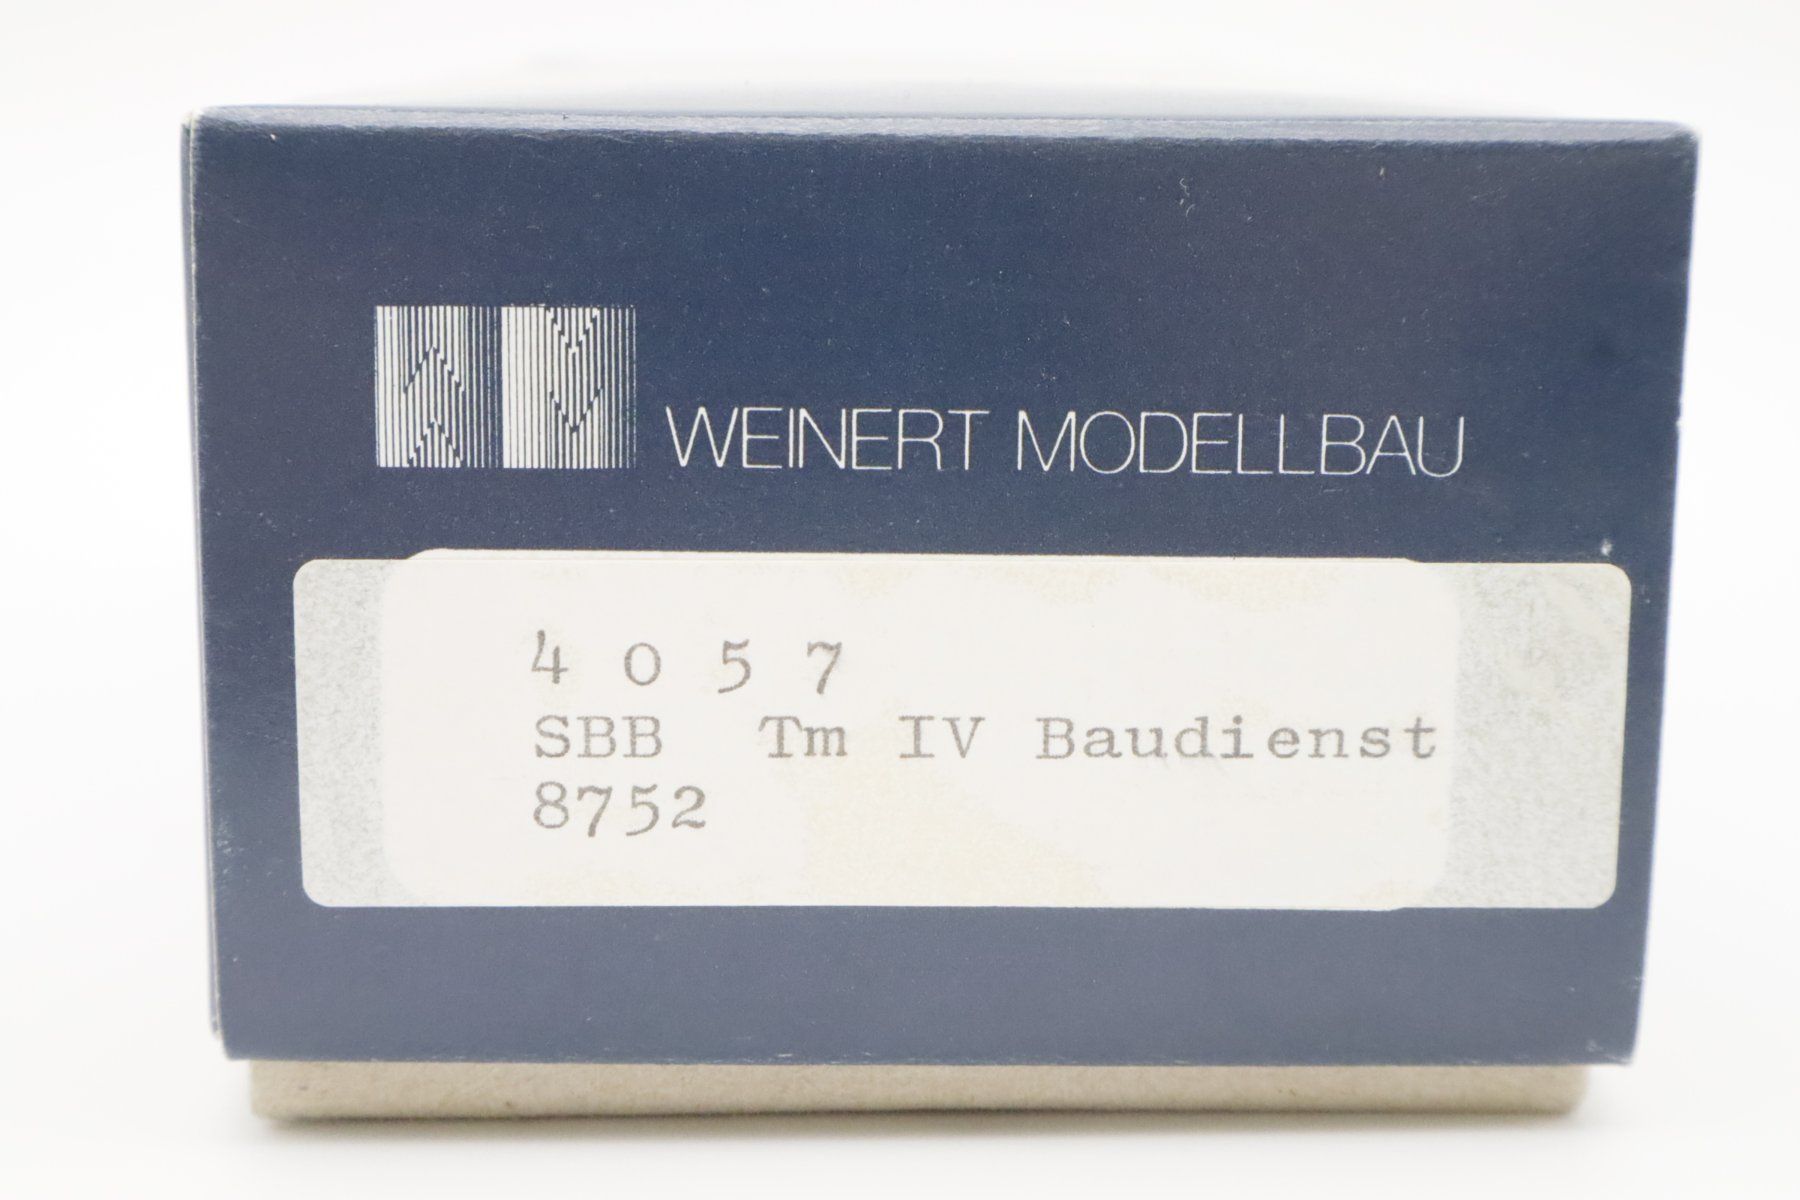 WEINERT MODELLBAU
4 0 5 7
SBB Tm IV Baudienst
8752